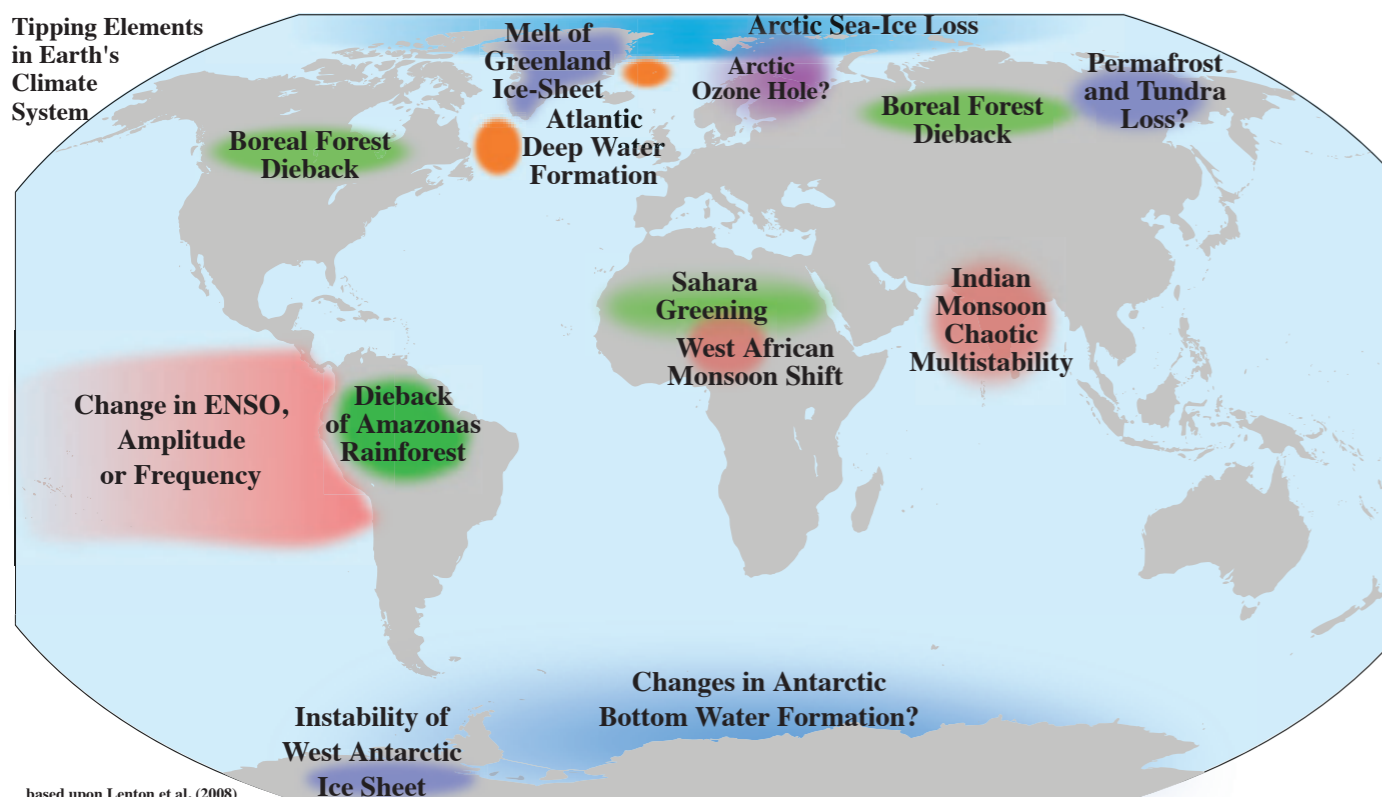 Tipping Elements
in Earth's
Climate
System
Melt of
Greenland
Ice-Sheet
Arctic Sea-Ice Loss
Arctic
Ozone Hole?
Permafrost
and Tundra
Loss?
Boreal Forest
Dieback
Atlantic
Deep Water
Formation
Boreal Forest
Dieback
Sahara
Greening
West African
Monsoon Shift
Indian
Monsoon
Chaotic
Multistability
Change in ENSO,
Amplitude
or Frequency
Dieback
of Amazonas
Rainforest
Changes in Antarctic
Bottom Water Formation?
Instability of
West Antarctic
Ice Sheet
based upon Lenton et al. (2008)